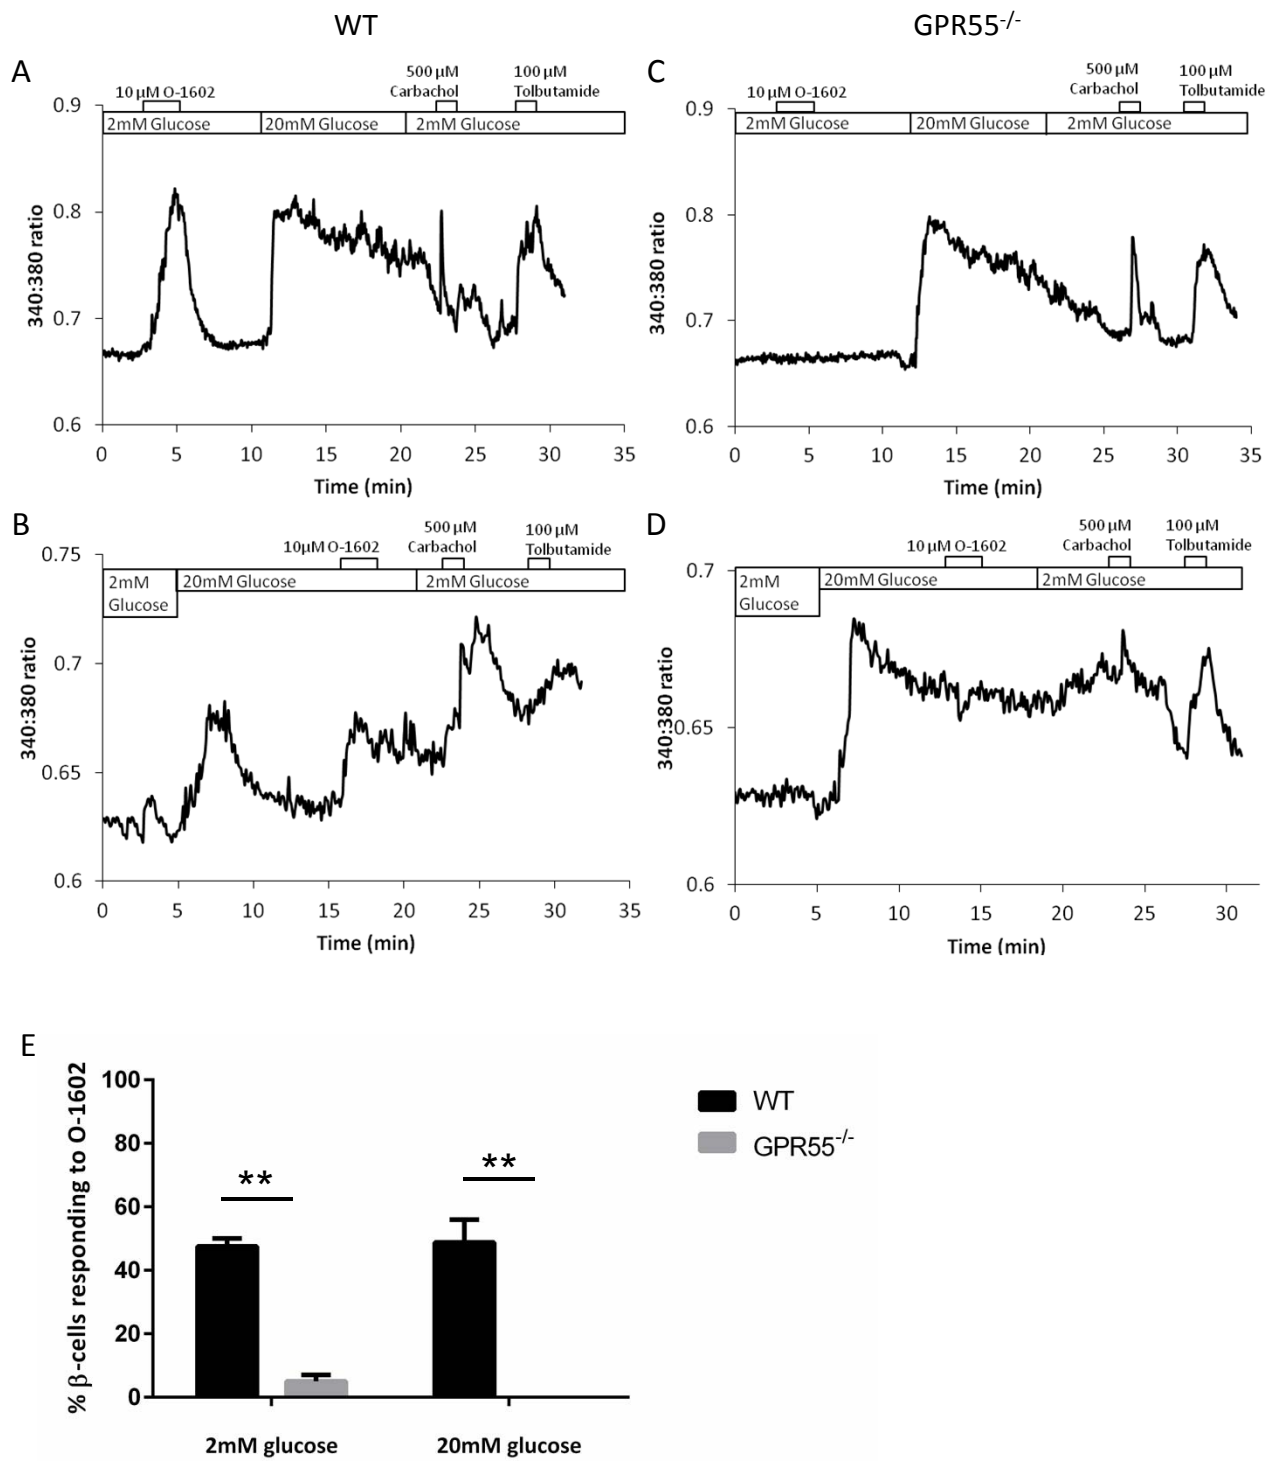 WT
GPR55-/-
A
10 μM O-1602
500 μM
Carbachol
100 μM
Tolbutamide
2mM Glucose
20mM Glucose
2mM Glucose
0.9
0.8
0.7
0.6
340:380 ratio
0 5 10 15 20 25 30 35
Time (min)
C
10 μM O-1602
500 μM
Carbachol
100 μM
Tolbutamide
2mM Glucose
20mM Glucose
2mM Glucose
0.9
0.8
0.7
0.6
340:380 ratio
0 5 10 15 20 25 30 35
Time (min)
B
10μM O-1602
500 μM
Carbachol
100 μM
Tolbutamide
2mM
Glucose
20mM Glucose
2mM Glucose
0.75
0.7
0.65
0.6
340:380 ratio
0 5 10 15 20 25 30 35
Time (min)
D
10μM O-1602
500 μM
Carbachol
100 μM
Tolbutamide
2mM
Glucose
20mM Glucose
2mM Glucose
0.7
0.65
0.6
340:380 ratio
0 5 10 15 20 25 30
Time (min)
E
% β-cells responding to O-1602
100
80
60
40
20
0
**
**
2mM glucose
20mM glucose
WT
GPR55-/-